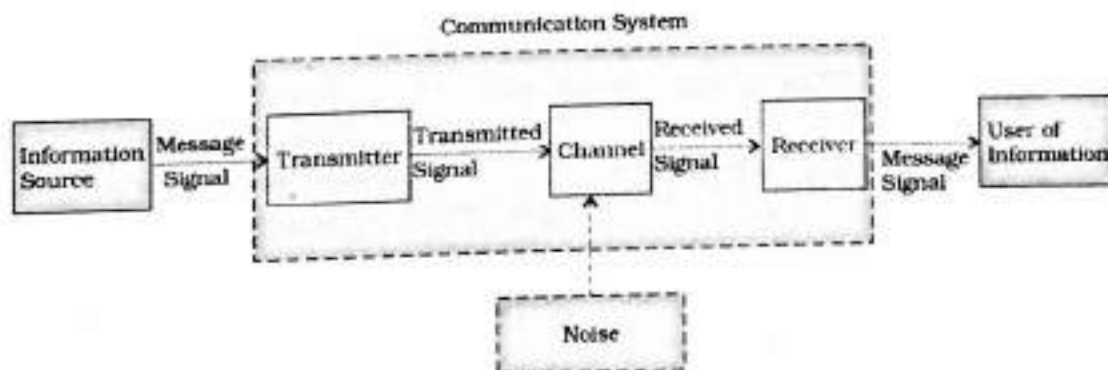 Communication System
Information
Source
Message
Signal
Transmitter
Transmitted
Signal
Channel
Received
Signal
Receiver
Message
Signal
User of
Information
Noise